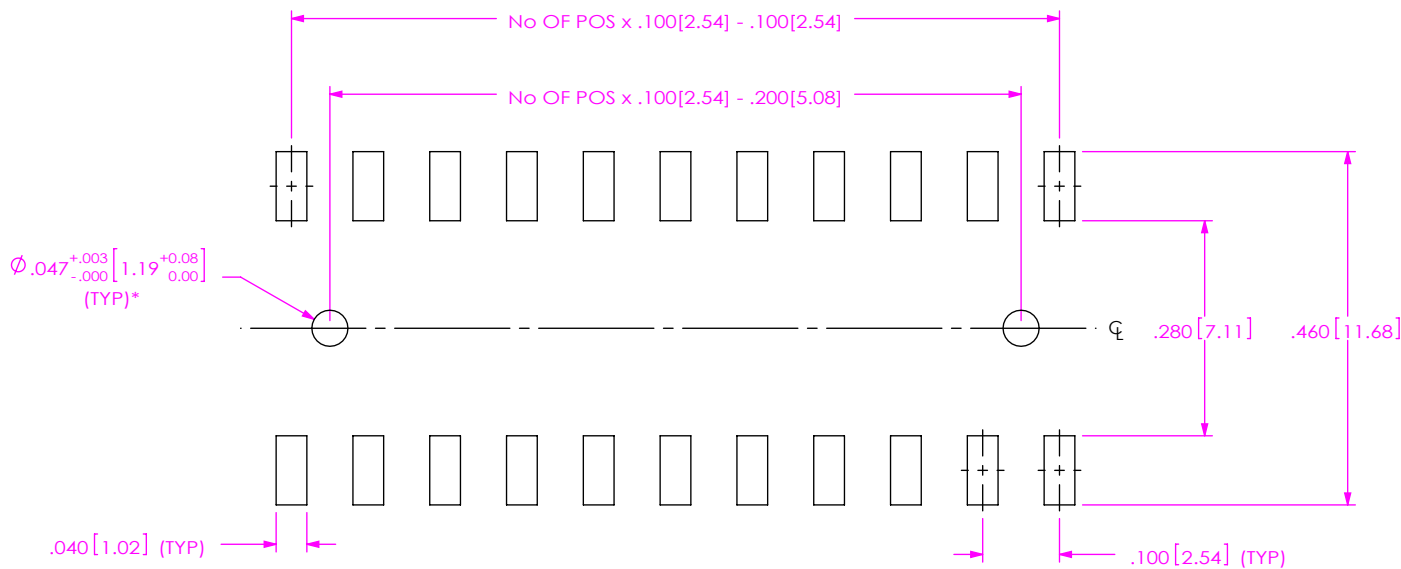 No OF POS x .100[2.54] - .100[2.54]
No OF POS x .100[2.54] - .200[5.08]
Ø.047 +.003 -.000 [1.19 +0.08 0.00]
(TYP)*
℄
.280[7.11]
.460[11.68]
.040[1.02] (TYP)
.100[2.54] (TYP)